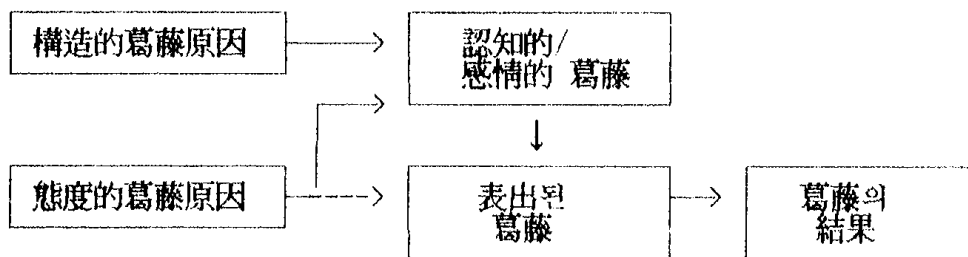 構造的葛藤原因
認知的/
感情的 葛藤
態度的葛藤原因
表出된
葛藤
葛藤의
結果